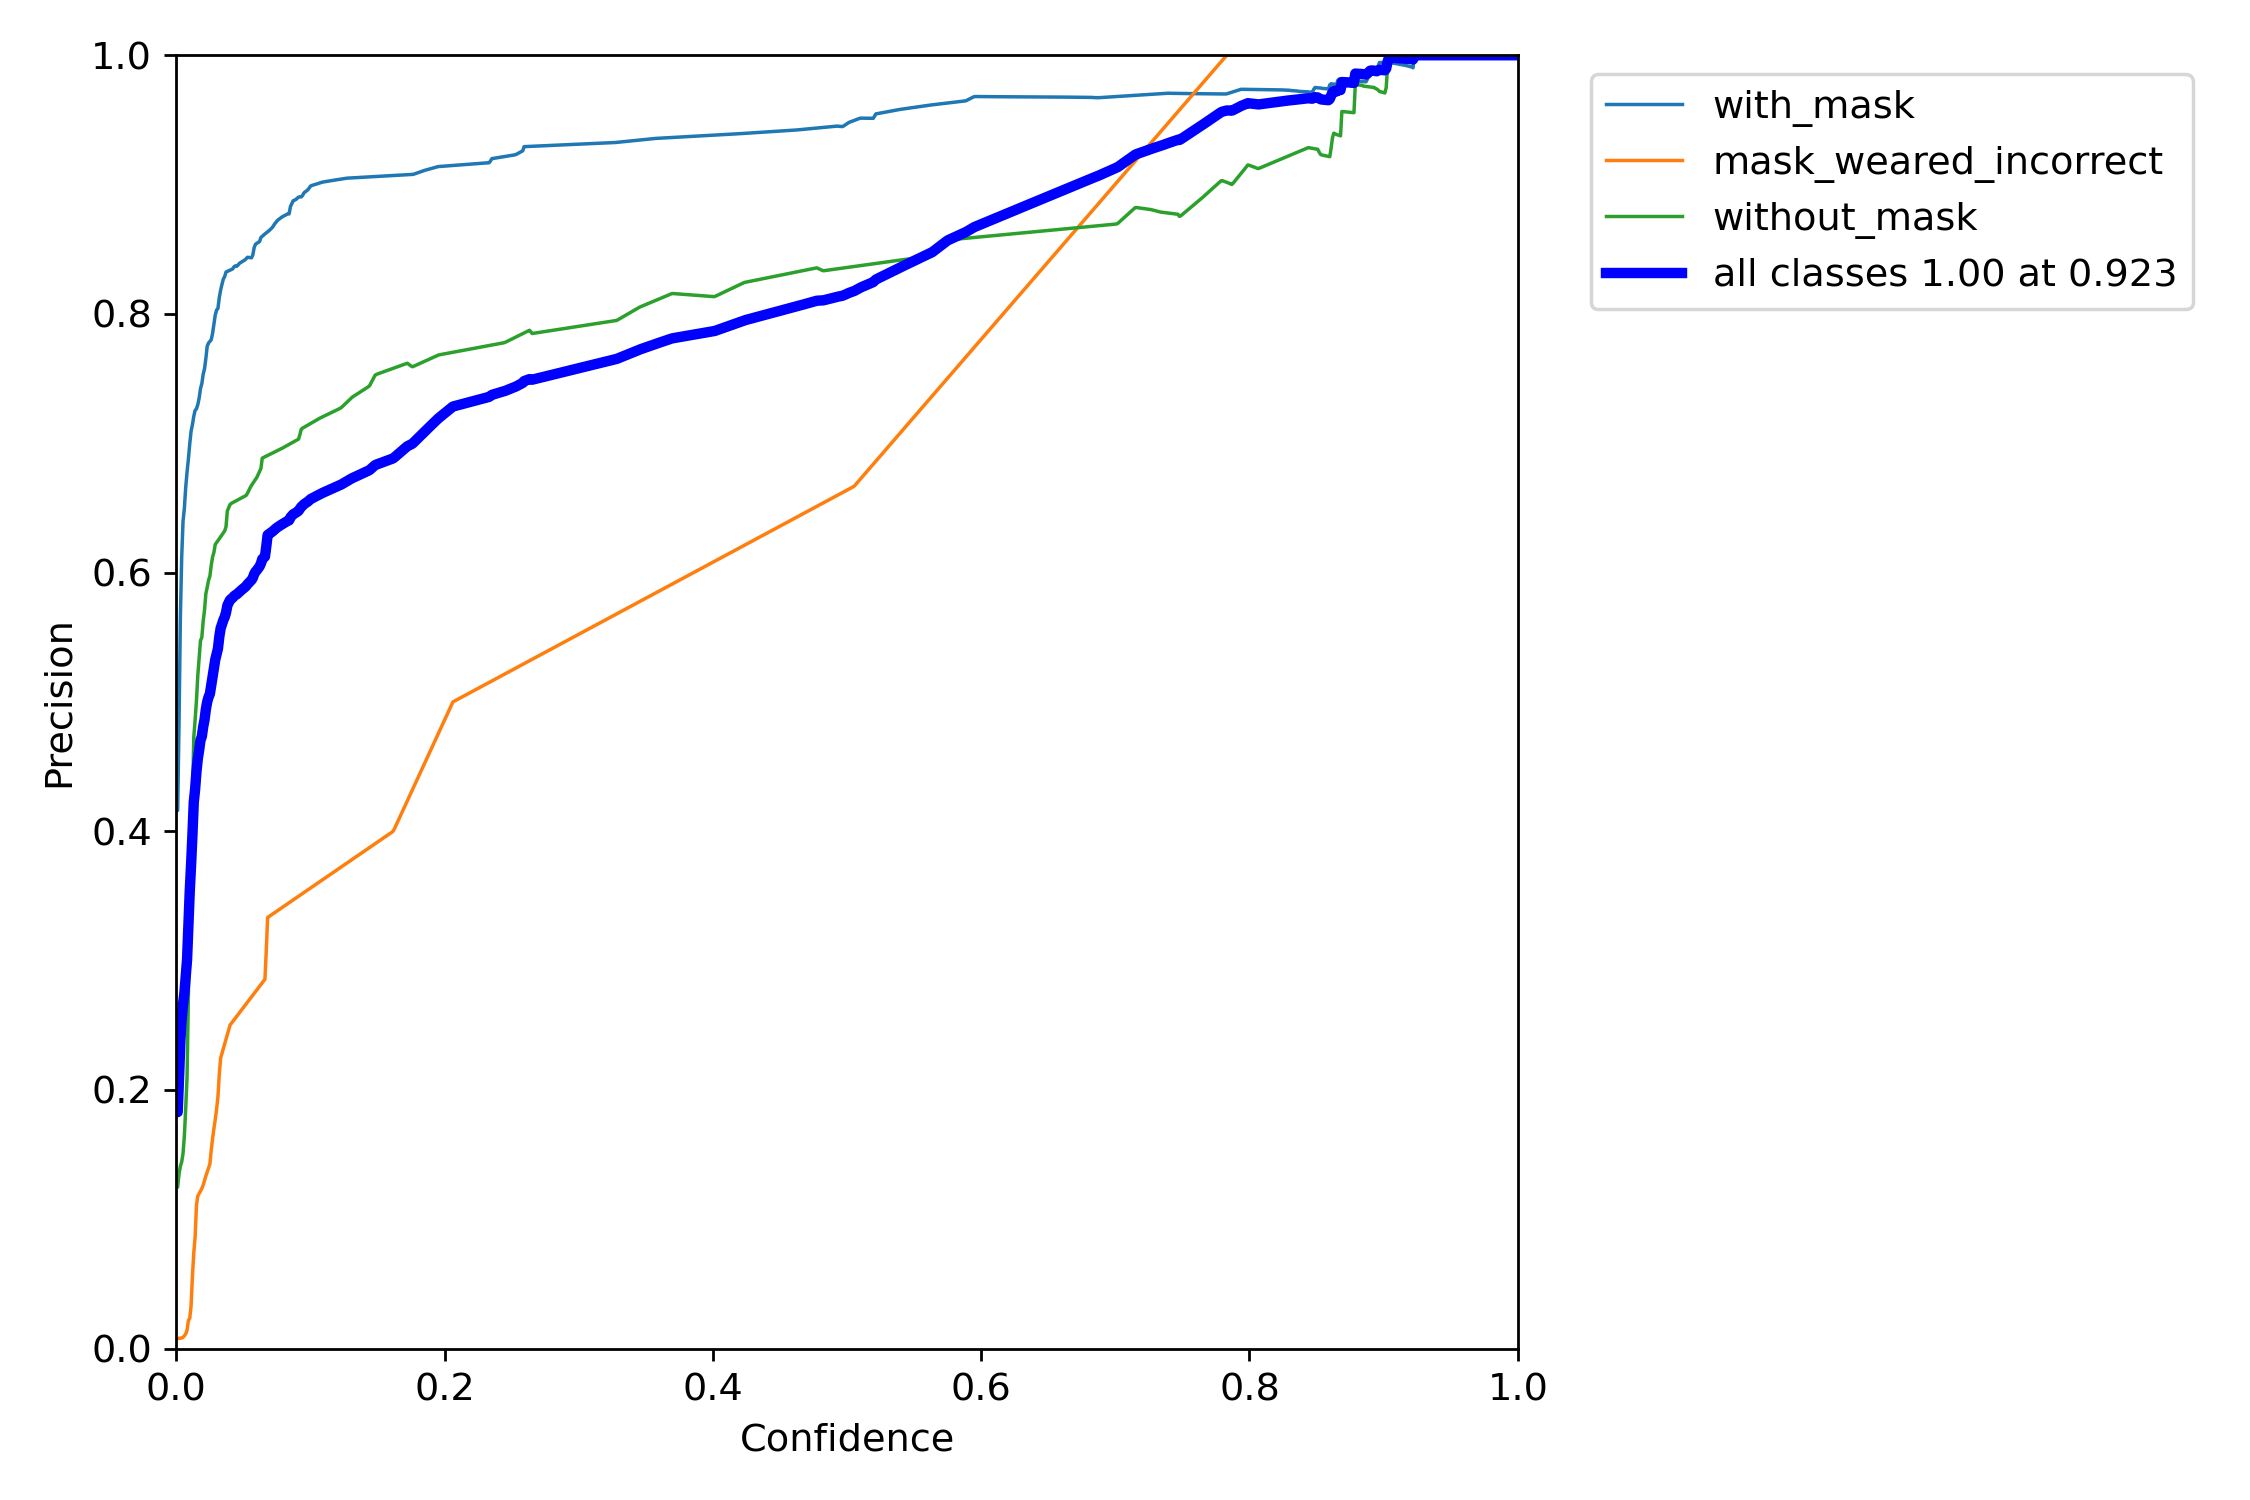 1.0
0.8
0.6
0.4
0.2
0.0
Precision
0.0 0.2 0.4 0.6 0.8 1.0
Confidence
with_mask
mask_weared_incorrect
without_mask
all classes 1.00 at 0.923